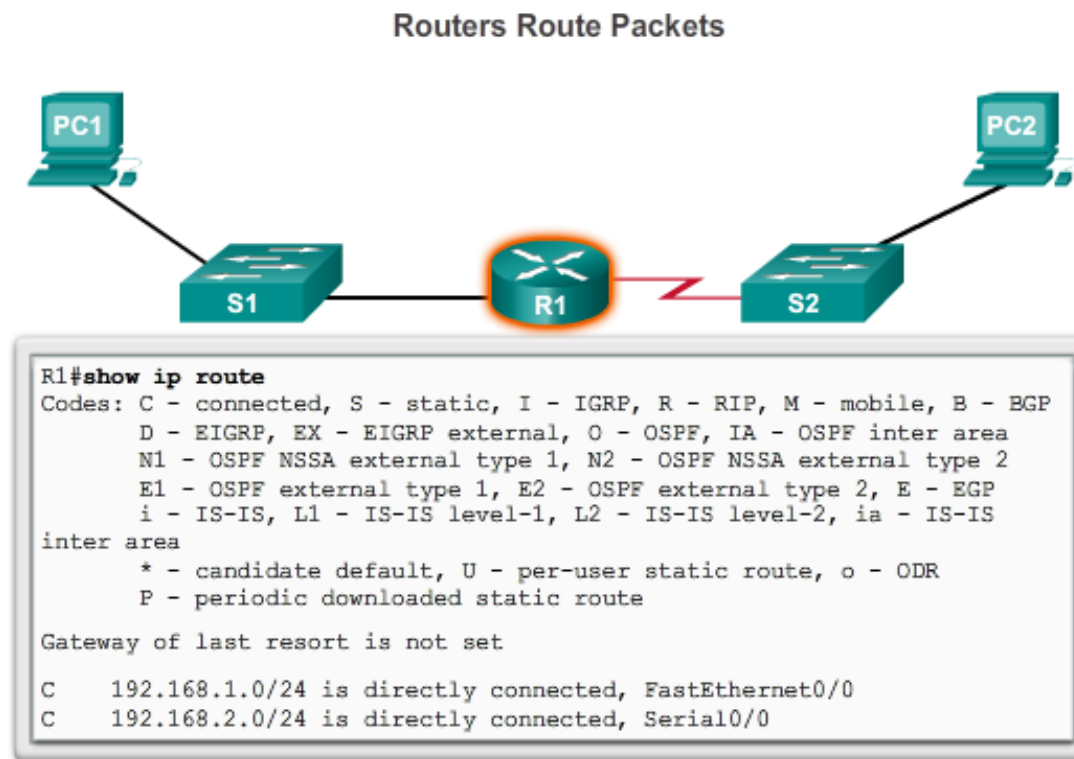 Routers Route Packets
PC1
PC2
S1
R1
S2
R1#show ip route
Codes: C - connected, S - static, I - IGRP, R - RIP, M - mobile, B - BGP
D - EIGRP, EX - EIGRP external, O - OSPF, IA - OSPF inter area
N1 - OSPF NSSA external type 1, N2 - OSPF NSSA external type 2
E1 - OSPF external type 1, E2 - OSPF external type 2, E - EGP
i - IS-IS, L1 - IS-IS level-1, L2 - IS-IS level-2, ia - IS-IS
inter area
* - candidate default, U - per-user static route, o - ODR
P - periodic downloaded static route
Gateway of last resort is not set
C 192.168.1.0/24 is directly connected, FastEthernet0/0
C 192.168.2.0/24 is directly connected, Serial0/0